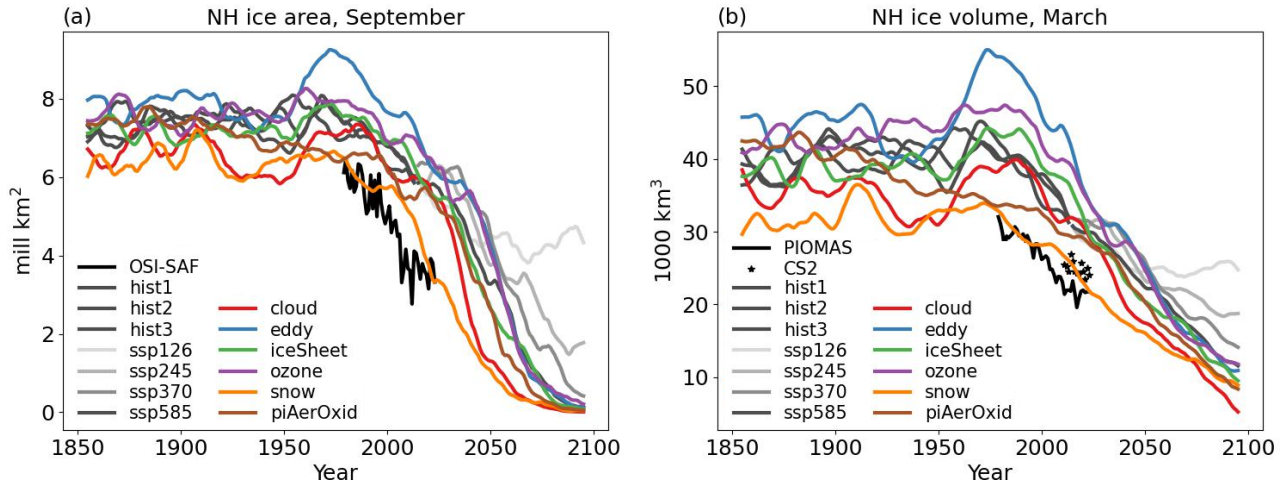 (a) NH ice area, September
mill km²
8
6
4
2
0
OSI-SAF
hist1
hist2
hist3
ssp126
ssp245
ssp370
ssp585
cloud
eddy
iceSheet
ozone
snow
piAerOxid
1850 1900 1950 2000 2050 2100
Year
(b) NH ice volume, March
1000 km³
50
40
30
20
10
PIOMAS
CS2
hist1
hist2
hist3
ssp126
ssp245
ssp370
ssp585
cloud
eddy
iceSheet
ozone
snow
piAerOxid
1850 1900 1950 2000 2050 2100
Year